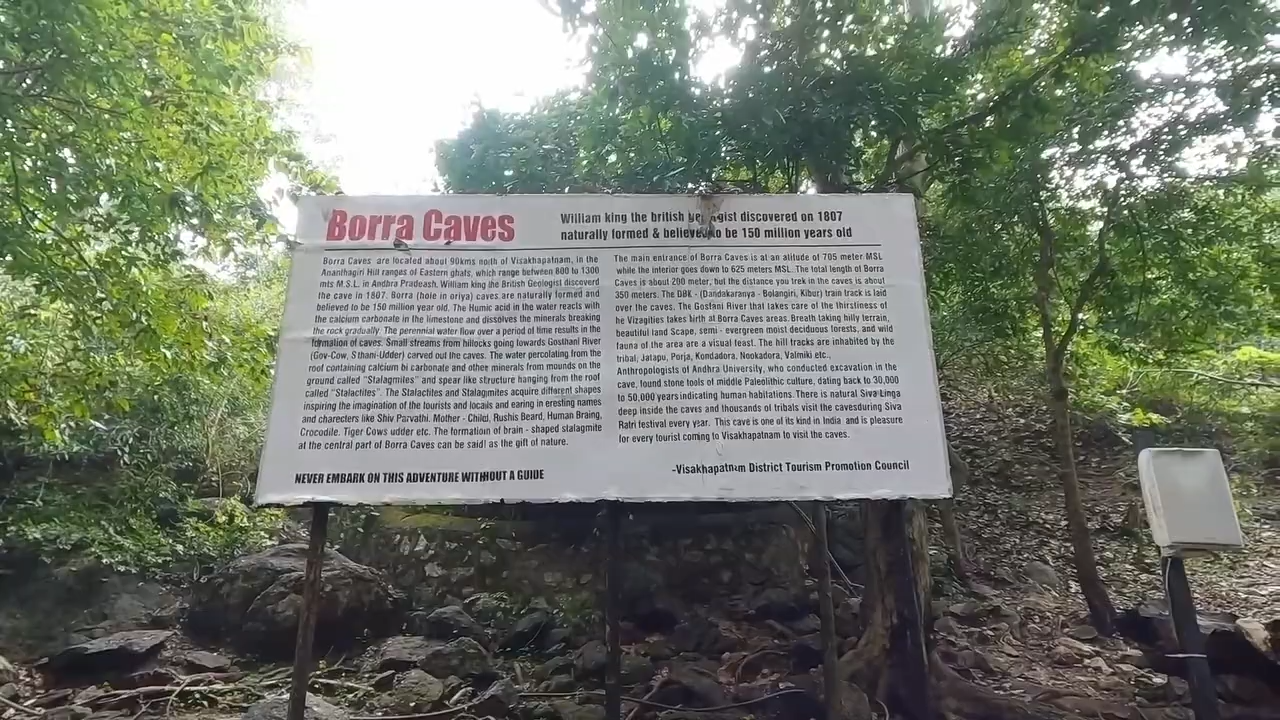 Borra Caves
William king the british gist discovered on 1807
naturally formed & believed to be 150 million years old
Borra Caves are located about 90kms north of Visakhapatnam, in the
Ananthagiri Hill ranges of Eastern ghats, which range between 800 to 1300
mts M.S.L. in Andhra Pradeash. William king the British Geologist discoverd
the cave in 1807. Borra (hole in oriya) caves are naturally formed and
believed to be 150 million year old. The Humic acid in the water reacts with
the calcium carbonate in the limestone and dissolves the minerals breaking
the rock gradually. The perennial water flow over a period of time results in the
formation of caves. Small streams from hillocks going lowards Gosthani River
(Gov-Cow, Sthani-Udder) carved out the caves. The water percolating from the
roof containing calcium bi carbonate and other minerals from mounds on the
ground called "Stalagmites" and spear like structure hanging from the roof
called "Stalactites". The Stalactites and Stalagmites acquire different shapes
inspiring the imagination of the tourists and locals and earing in eresting names
and charecters like Shiv Parvathi. Mother - Child, Rushis Beard, Human Braing,
Crocodile. Tiger Cows udder etc. The formation of brain - shaped stalagmite
at the central part of Borra Caves can be said! as the gift of nature.
The main entrance of Borra Caves is at an alitude of 705 meter MSL
while the interior goes down to 625 meters MSL. The total length of Borra
Caves is about 200 meter, but the distance you trek in the caves is about
350 meters. The DBK - (Dandakaranya - Bolangiri, Kibur) train track is laid
over the caves. The Gosfani River that takes care of the thirstiness of
he Vizagities takes birth at Borra Caves areas. Breath taking hilly terrain,
beautiful land Scape, semi - evergreen moist deciduous forests, and wild
fauna of the area are a visual feast. The hill tracks are inhabited by the
tribal, Jatapu, Porja, Kondadora, Nookadora, Valmiki etc.,
Anthropologists of Andhra University, who conducted excavation in the
cave, found stone tools of middle Paleolithic culture, dating back to 30,000
to 50,000 years indicating human habitations. There is natural Siva Linga
deep inside the caves and thousands of tribals visit the cavesduring Siva
Ratri festival every year. This cave is one of its kind in India and is pleasure
for every tourist coming to Visakhapatnam to visit the caves.
NEVER EMBARK ON THIS ADVENTURE WITHOUT A GUIDE
-Visakhapatnam District Tourism Promotion Council